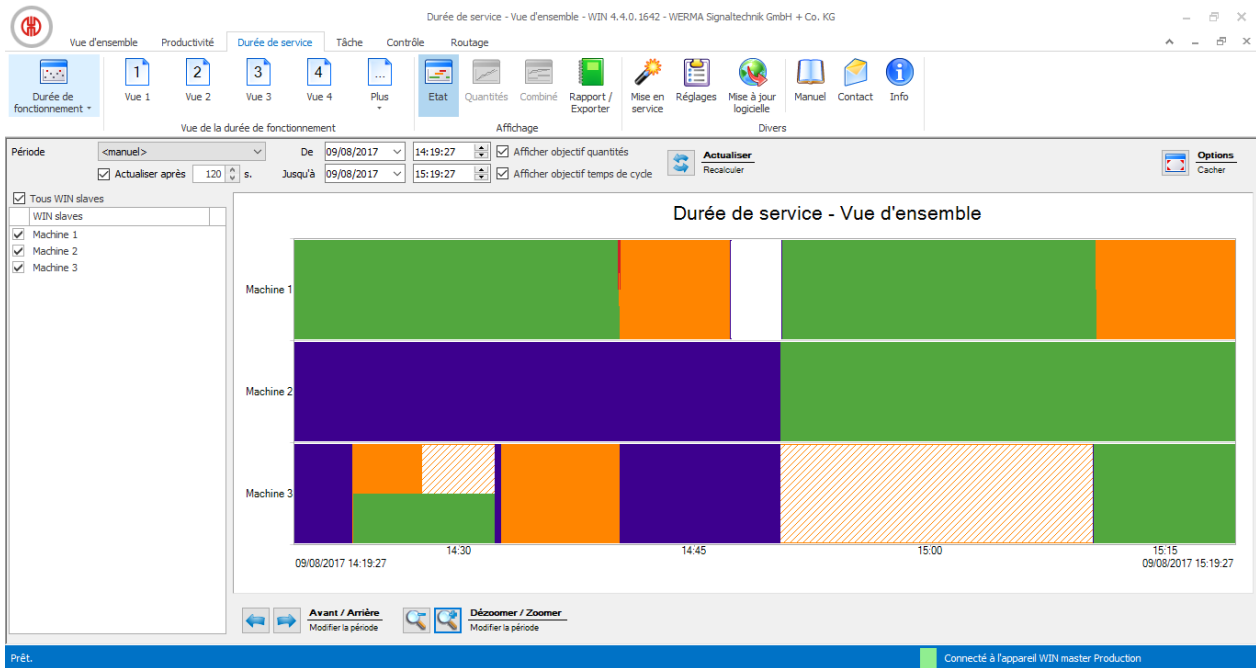 Durée de service - Vue d'ensemble - WIN 4.4.0.1642 - WERMA Signaltechnik GmbH + Co. KG
Vue d'ensemble Productivité Durée de service Tâche Contrôle Routage
1 2 3 4 ...
Durée de fonctionnement Vue 1 Vue 2 Vue 3 Vue 4 Plus Etat Quantités Combiné Rapport / Exporter Mise en service Réglages Mise à jour logicielle Manuel Contact Info
Vue de la durée de fonctionnement Affichage Divers
Période <manuel> De 09/08/2017 14:19:27 Afficher objectif quantités Actualiser Options
Recalculer Cacher
Actualiser après 120 s. Jusqu'à 09/08/2017 15:19:27 Afficher objectif temps de cycle
Tous WIN slaves
WIN slaves
Machine 1
Machine 2
Machine 3
Durée de service - Vue d'ensemble
Machine 1
Machine 2
Machine 3
14:30 14:45 15:00 15:15
09/08/2017 14:19:27 09/08/2017 15:19:27
Avant / Arrière Dézoomer / Zoomer
Modifier la période Modifier la période
Prêt. Connecté à l'appareil WIN master Production